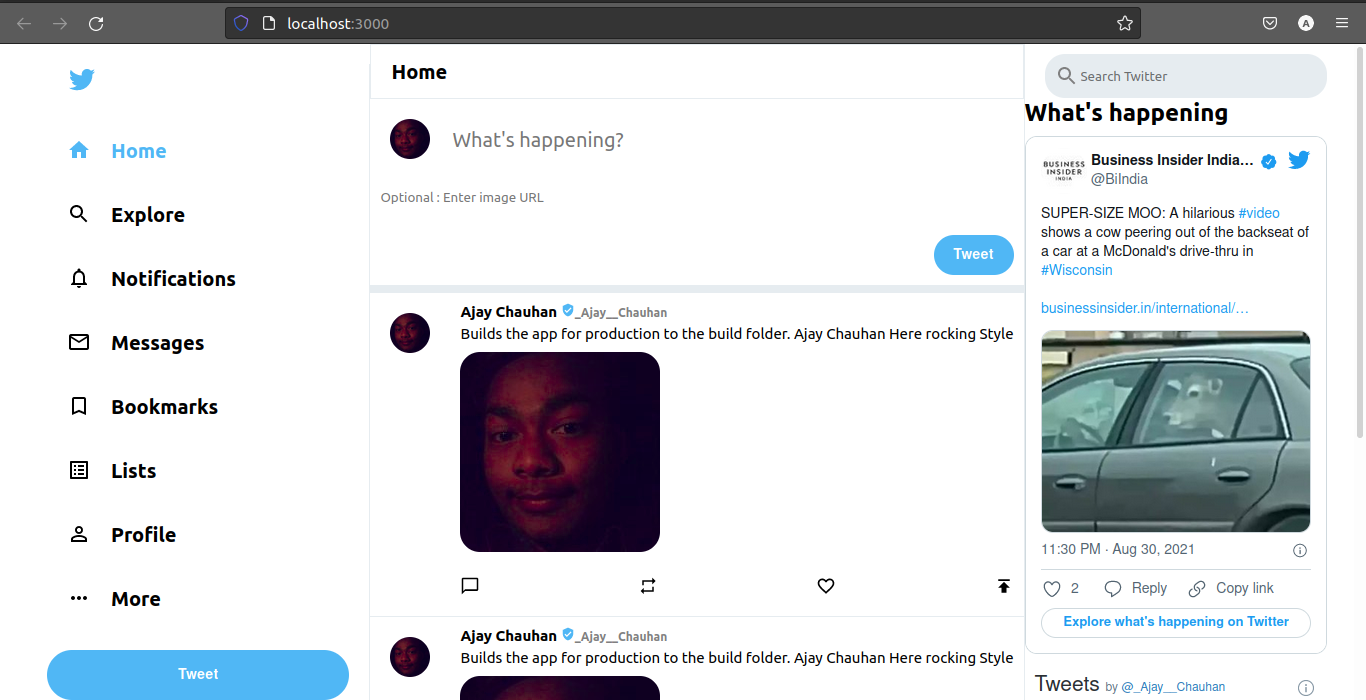 localhost:3000
A
Home
Explore
Notifications
Messages
Bookmarks
Lists
Profile
More
Tweet
Home
What's happening?
Optional : Enter image URL
Tweet
Ajay Chauhan _Ajay__Chauhan
Builds the app for production to the build folder. Ajay Chauhan Here rocking Style
Ajay Chauhan _Ajay__Chauhan
Builds the app for production to the build folder. Ajay Chauhan Here rocking Style
Search Twitter
What's happening
BUSINESS
INSIDER
INDIA
Business Insider India...
@BiIndia
SUPER-SIZE MOO: A hilarious #video
shows a cow peering out of the backseat of
a car at a McDonald's drive-thru in
#Wisconsin
businessinsider.in/international/…
11:30 PM · Aug 30, 2021
2 Reply Copy link
Explore what's happening on Twitter
Tweets by @_Ajay__Chauhan